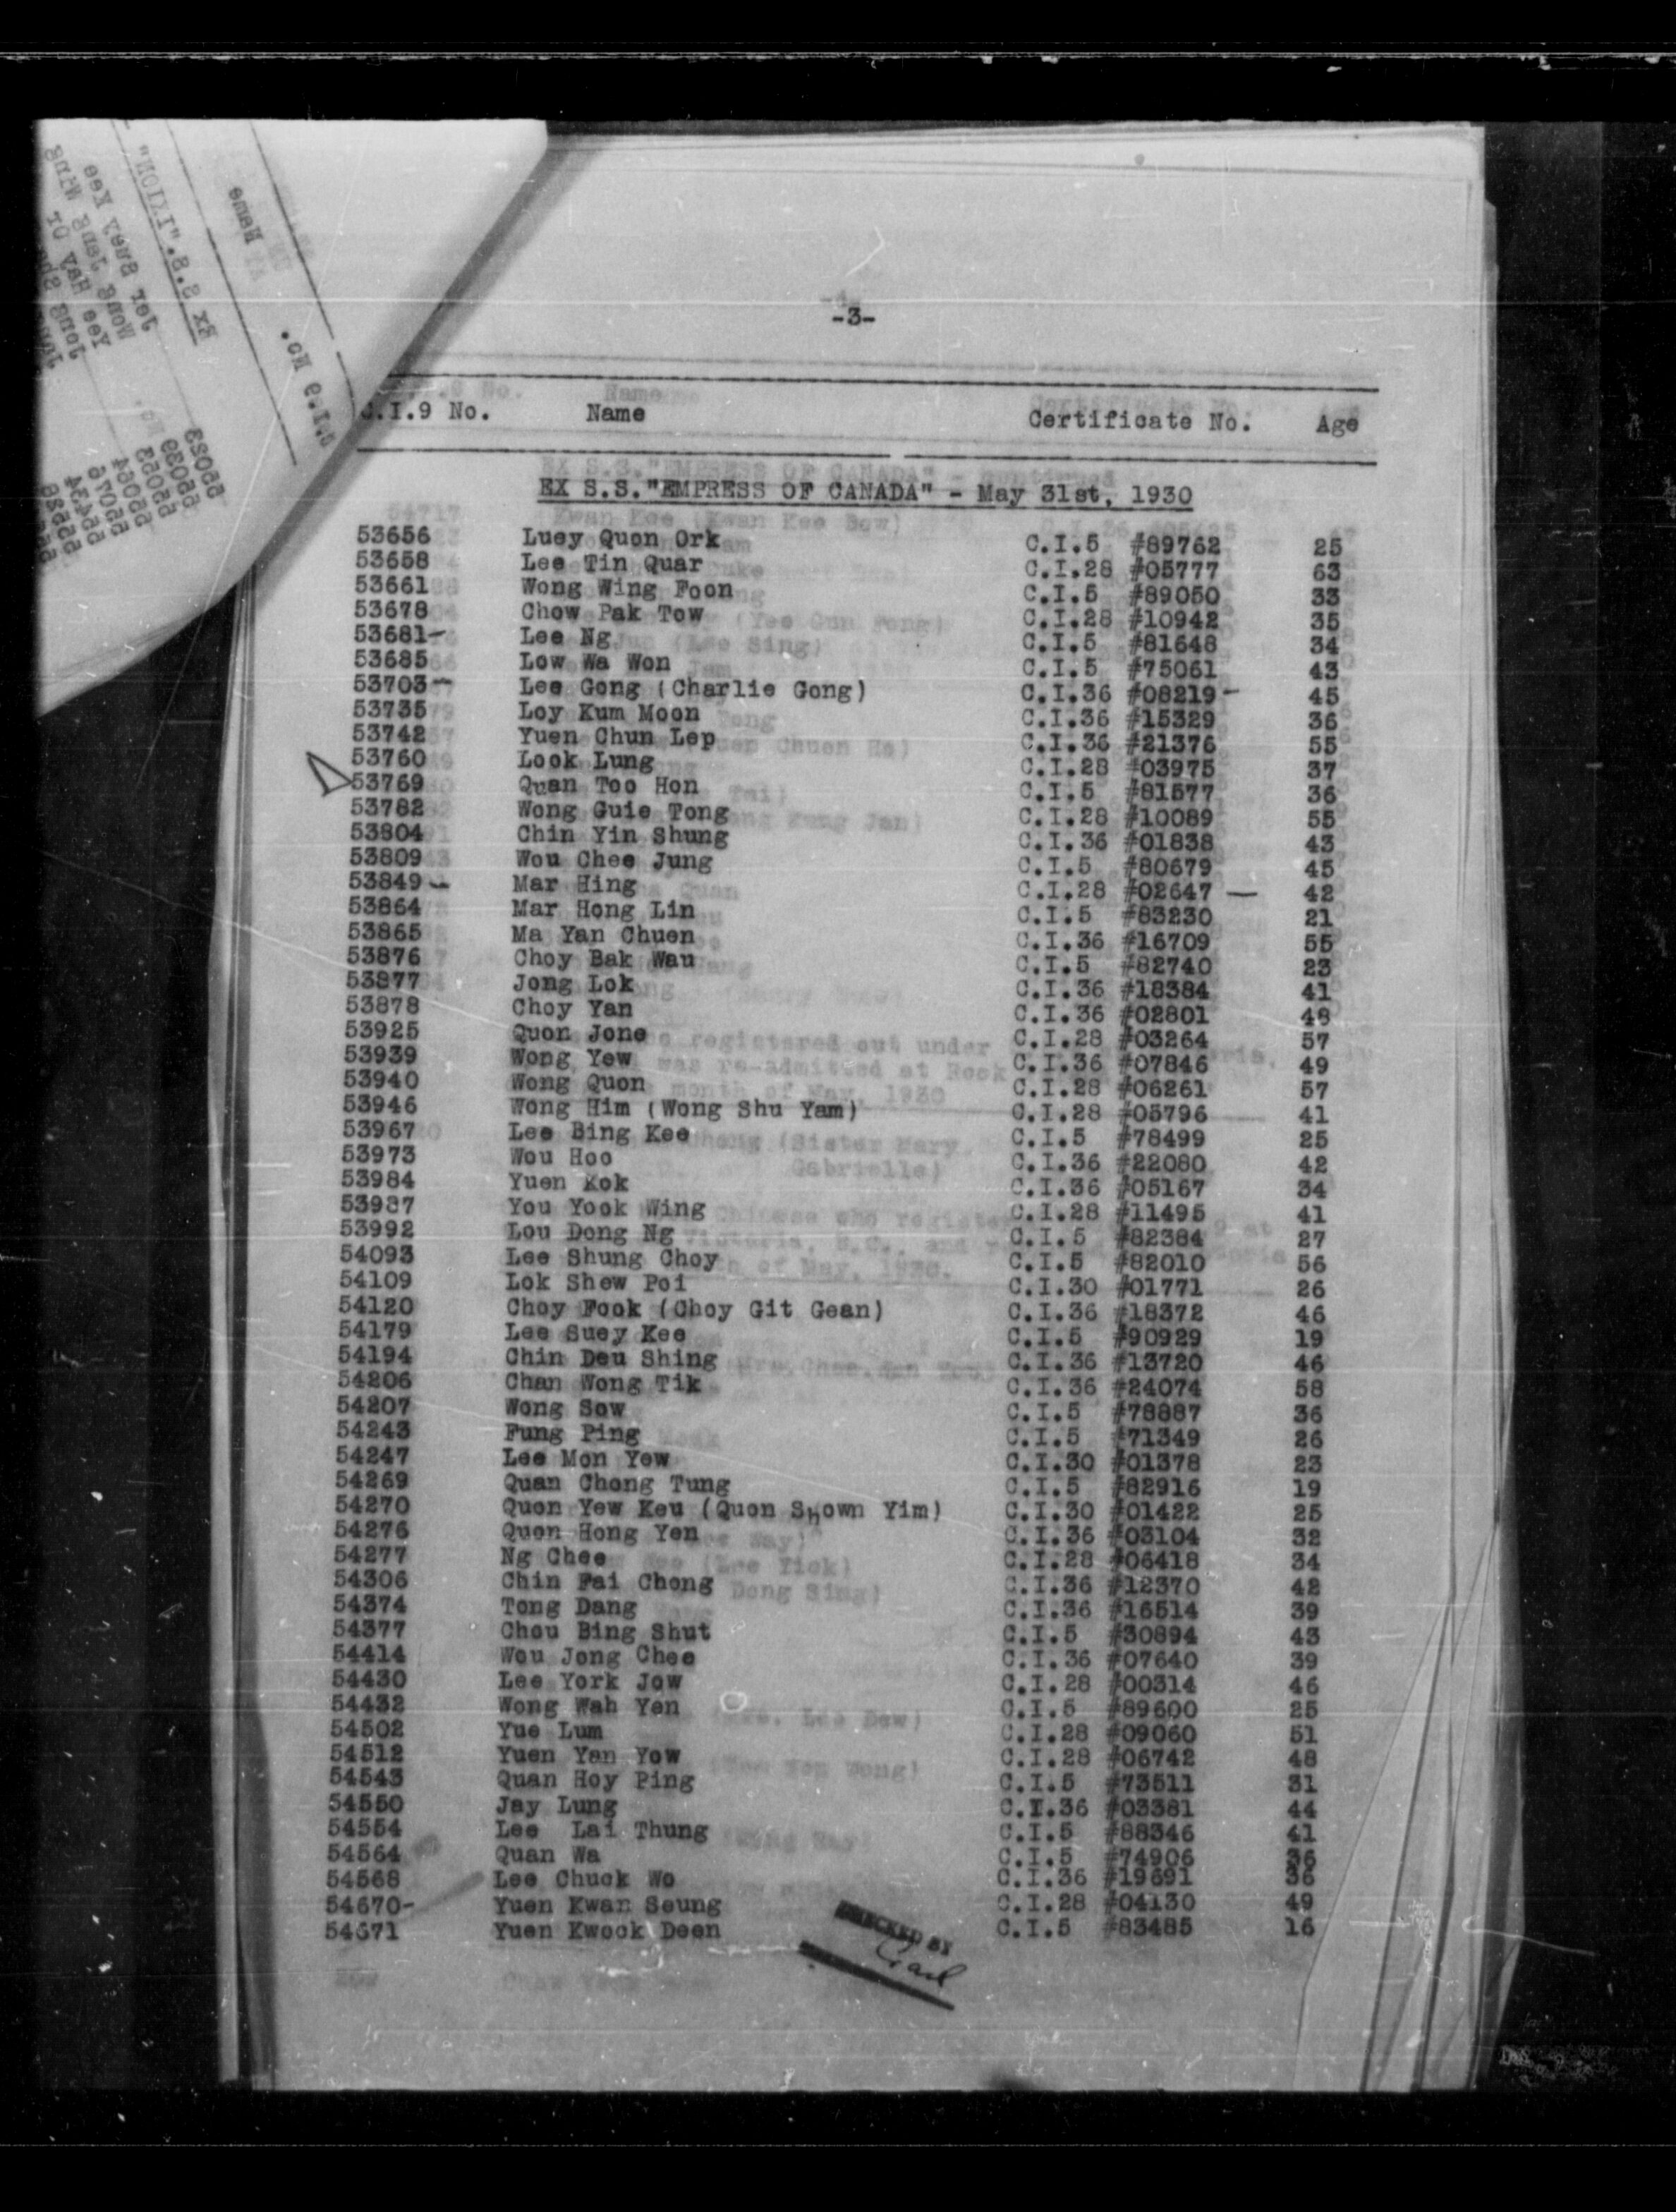 -3-
C.I.9 No. Name Certificate No. Age
EX S.S."EMPRESS OF CANADA" - May 31st, 1930
53656 Luey Quon Ork C.I.5 #89762 25
53658 Lee Tin Quar C.I.28 #05777 63
53661 Wong Wing Foon C.I.5 #89050 33
53678 Chow Pak Tow C.I.28 #10942 35
53681- Lee Ng C.I.5 #81648 34
53685 Low Wa Won C.I.5 #75061 43
53703- Lee Gong (Charlie Gong) C.I.36 #08219- 45
53735 Loy Kum Moon C.I.36 #15329 36
53742 Yuen Chun Lep C.I.36 #21376 55
53760 Look Lung C.I.28 #03975 37
53769 Quan Too Hon C.I.5 #81577 36
53782 Wong Guie Tong C.I.28 #10089 55
53804 Chin Yin Shung C.I.36 #01838 43
53809 Wou Chee Jung C.I.5 #80679 45
53849- Mar Hing C.I.28 #02647 - 42
53864 Mar Hong Lin C.I.5 #83230 21
53865 Ma Yan Chuen C.I.36 #16709 55
53876 Choy Bak Wau C.I.5 #82740 23
53877 Jong Lok C.I.36 #18384 41
53878 Choy Yan C.I.36 #02801 48
53925 Quon Jone C.I.28 #03264 57
53939 Wong Yew C.I.36 #07846 49
53940 Wong Quon C.I.28 #06261 57
53946 Wong Him (Wong Shu Yam) C.I.28 #05796 41
53967 Lee Bing Kee C.I.5 #78499 25
53973 Wou Hoo C.I.36 #22080 42
53984 Yuen Kok C.I.36 #05167 34
53987 You Yook Wing C.I.28 #11495 41
53992 Lou Dong Ng C.I.5 #82384 27
54093 Lee Shung Choy C.I.5 #82010 56
54109 Lok Shew Poi C.I.30 #01771 26
54120 Choy Fook (Choy Git Gean) C.I.36 #18372 46
54179 Lee Suey Kee C.I.5 #90929 19
54194 Chin Deu Shing C.I.36 #13720 46
54206 Chan Wong Tik C.I.36 #24074 58
54207 Wong Sow C.I.5 #78887 36
54243 Fung Ping C.I.5 #71349 26
54247 Lee Mon Yew C.I.30 #01378 23
54269 Quan Chong Tung C.I.5 #82916 19
54270 Quon Yew Keu (Quon Shown Yim) C.I.30 #01422 25
54276 Quon Hong Yen C.I.36 #03104 32
54277 Ng Chee C.I.28 #06418 34
54306 Chin Fai Chong C.I.36 #12370 42
54374 Tong Dang C.I.36 #16514 39
54377 Chou Bing Shut C.I.5 #30894 43
54414 Wou Jong Chee C.I.36 #07640 39
54430 Lee York Jow C.I.28 #00314 46
54432 Wong Wah Yen C.I.5 #89600 25
54502 Yue Lum C.I.28 #09060 51
54512 Yuen Yan Yow C.I.28 #06742 48
54543 Quan Hoy Ping C.I.5 #73511 31
54550 Jay Lung C.I.36 #03381 44
54554 Lee Lai Thung C.I.5 #88346 41
54564 Quan Wa C.I.5 #74906 36
54568 Lee Chuck Wo C.I.36 #19691 36
54670- Yuen Kwan Seung C.I.28 #04130 49
54671 Yuen Kwock Deen C.I.5 #83485 16
CHECKED BY